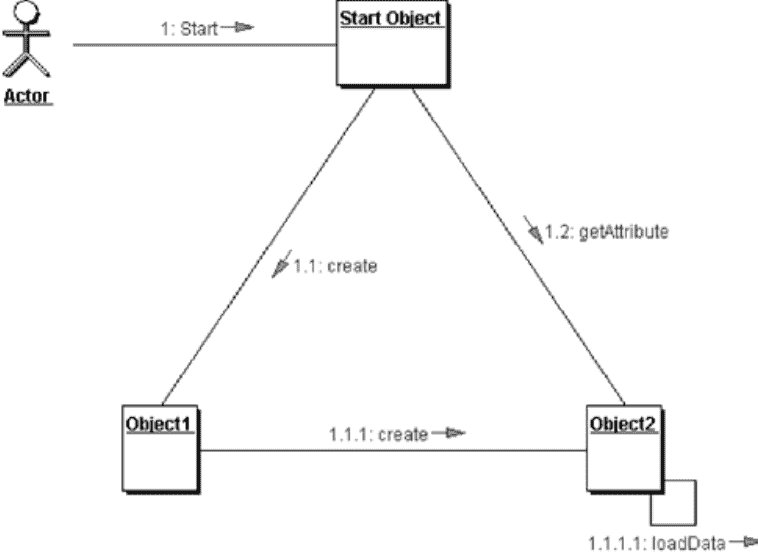 1: Start
Start Object
Actor
1.2: getAttribute
1.1: create
Object1
1.1.1: create
Object2
1.1.1.1: loadData